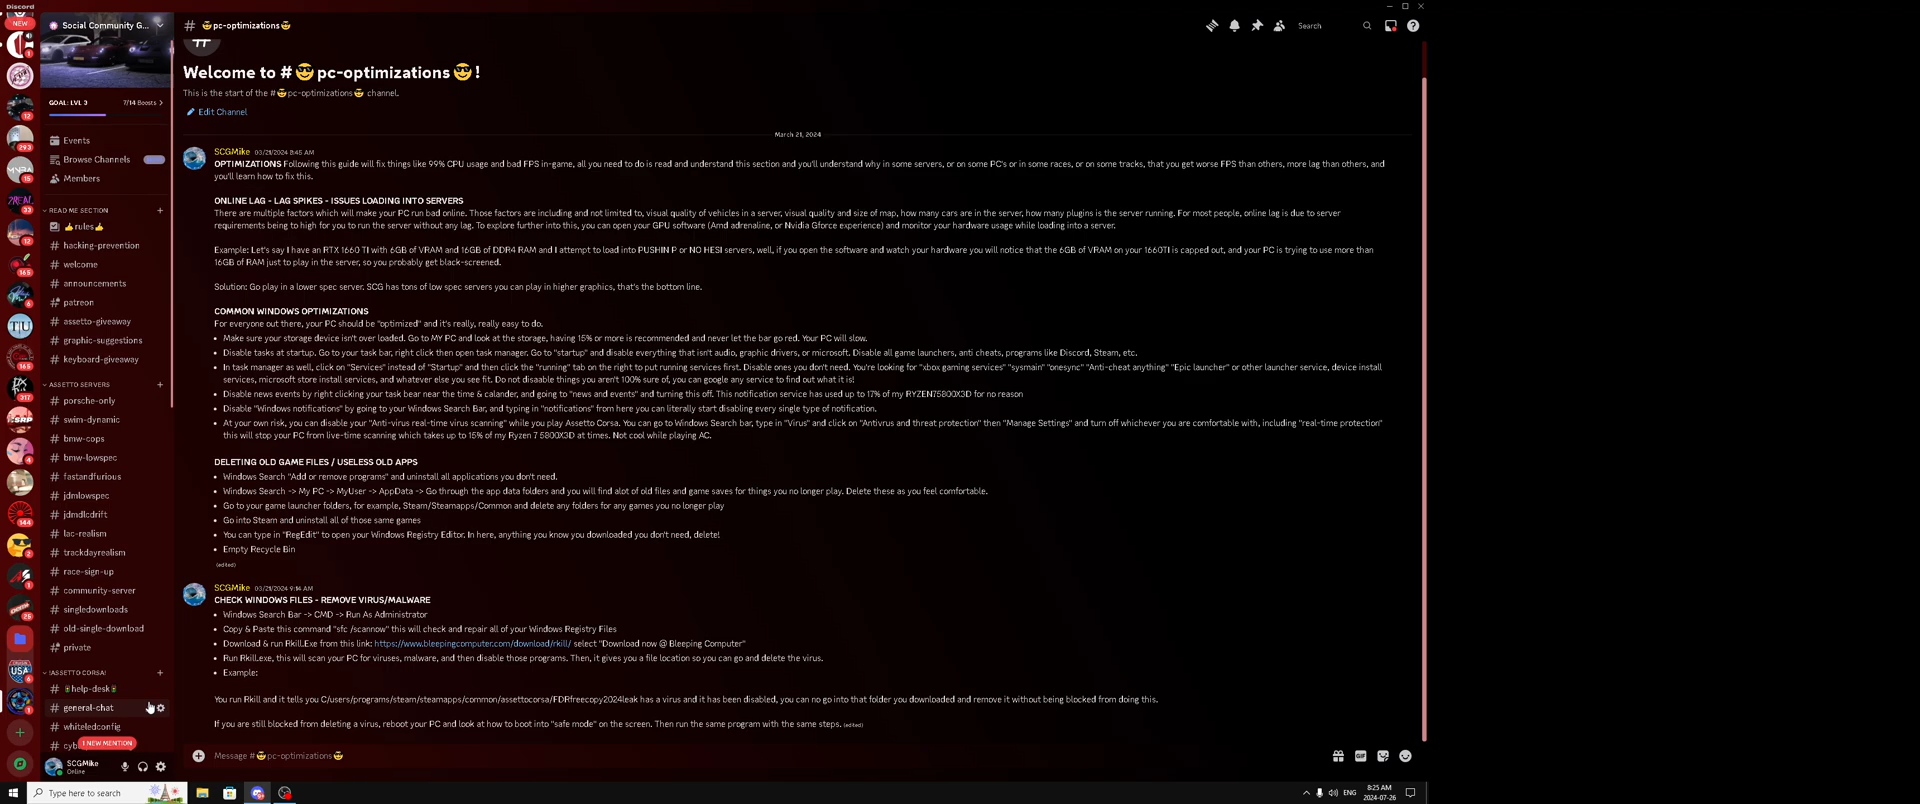 Discord
NEW
Social Community G...
GOAL: LVL 3
7/14 Boosts
Events
Browse Channels
Members
READ ME SECTION
👍rules👍
hacking-prevention
welcome
announcements
patreon
assetto-giveaway
graphic-suggestions
keyboard-giveaway
ASSETTO SERVERS
porsche-only
swim-dynamic
bmw-cops
bmw-lowspec
fastandfurious
jdmlowspec
jdmdlcdrift
lac-realism
trackdayrealism
race-sign-up
community-server
singledownloads
old-single-download
private
!ASSETTO CORSA!
help-desk
general-chat
whiteledconfig
1 NEW MENTION
SCGMike
Online
# 😎pc-optimizations😎
Search
Welcome to #😎pc-optimizations😎!
This is the start of the #😎pc-optimizations😎 channel.
Edit Channel
March 21, 2024
SCGMike 03/21/2024 8:45 AM
OPTIMIZATIONS Following this guide will fix things like 99% CPU usage and bad FPS in-game, all you need to do is read and understand this section and you'll understand why in some servers, or on some PC's or in some races, or on some tracks, that you get worse FPS than others, more lag than others, and
you'll learn how to fix this.
ONLINE LAG - LAG SPIKES - ISSUES LOADING INTO SERVERS
There are multiple factors which will make your PC run bad online. Those factors are including and not limited to, visual quality of vehicles in a server, visual quality and size of map, how many cars are in the server, how many plugins is the server running. For most people, online lag is due to server
requirements being to high for you to run the server without any lag. To explore further into this, you can open your GPU software (Amd adrenaline, or Nvidia Gforce experience) and monitor your hardware usage while loading into a server.
Example: Let's say I have an RTX 1660 TI with 6GB of VRAM and 16GB of DDR4 RAM and I attempt to load into PUSHIN P or NO HESI servers, well, if you open the software and watch your hardware you will notice that the 6GB of VRAM on your 1660TI is capped out, and your PC is trying to use more than
16GB of RAM just to play in the server, so you probably get black-screened.
Solution: Go play in a lower spec server. SCG has tons of low spec servers you can play in higher graphics, that's the bottom line.
COMMON WINDOWS OPTIMIZATIONS
For everyone out there, your PC should be "optimized" and it's really, really easy to do.
• Make sure your storage device isn't over loaded. Go to MY PC and look at the storage, having 15% or more is recommended and never let the bar go red. Your PC will slow.
• Disable tasks at startup. Go to your task bar, right click then open task manager. Go to "startup" and disable everything that isn't audio, graphic drivers, or microsoft. Disable all game launchers, anti cheats, programs like Discord, Steam, etc.
• In task manager as well, click on "Services" instead of "Startup" and then click the "running" tab on the right to put running services first. Disable ones you don't need. You're looking for "xbox gaming services" "sysmain" "onesync" "Anti-cheat anything" "Epic launcher" or other launcher service, device install
services, microsoft store install services, and whatever else you see fit. Do not disaable things you aren't 100% sure of, you can google any service to find out what it is!
• Disable news events by right clicking your task bear near the time & calander, and going to "news and events" and turning this off. This notification service has used up to 17% of my RYZEN75800X3D for no reason
• Disable "Windows notifications" by going to your Windows Search Bar, and typing in "notifications" from here you can literally start disabling every single type of notification.
• At your own risk, you can disable your "Anti-virus real-time virus scanning" while you play Assetto Corsa. You can go to Windows Search bar, type in "Virus" and click on "Antivrus and threat protection" then "Manage Settings" and turn off whichever you are comfortable with, including "real-time protection"
this will stop your PC from live-time scanning which takes up to 15% of my Ryzen 7 5800X3D at times. Not cool while playing AC.
DELETING OLD GAME FILES / USELESS OLD APPS
• Windows Search "Add or remove programs" and uninstall all applications you don't need.
• Windows Search -> My PC -> MyUser -> AppData -> Go through the app data folders and you will find alot of old files and game saves for things you no longer play. Delete these as you feel comfortable.
• Go to your game launcher folders, for example, Steam/Steamapps/Common and delete any folders for any games you no longer play
• Go into Steam and uninstall all of those same games
• You can type in "RegEdit" to open your Windows Registry Editor. In here, anything you know you downloaded you don't need, delete!
• Empty Recycle Bin
(edited)
SCGMike 03/21/2024 9:14 AM
CHECK WINDOWS FILES - REMOVE VIRUS/MALWARE
• Windows Search Bar -> CMD -> Run As Administrator
• Copy & Paste this command "sfc /scannow" this will check and repair all of your Windows Registry Files
• Download & run Rkill.Exe from this link: https://www.bleepingcomputer.com/download/rkill/ select "Download now @ Bleeping Computer"
• Run Rkill.exe, this will scan your PC for viruses, malware, and then disable those programs. Then, it gives you a file location so you can go and delete the virus.
• Example:
You run Rkill and it tells you C/users/programs/steam/steamapps/common/assettocorsa/FDRfreecopy2024leak has a virus and it has been disabled, you can no go into that folder you downloaded and remove it without being blocked from doing this.
If you are still blocked from deleting a virus, reboot your PC and look at how to boot into "safe mode" on the screen. Then run the same program with the same steps. (edited)
Message #😎pc-optimizations😎
GIF
Type here to search
ENG
8:25 AM
2024-07-26